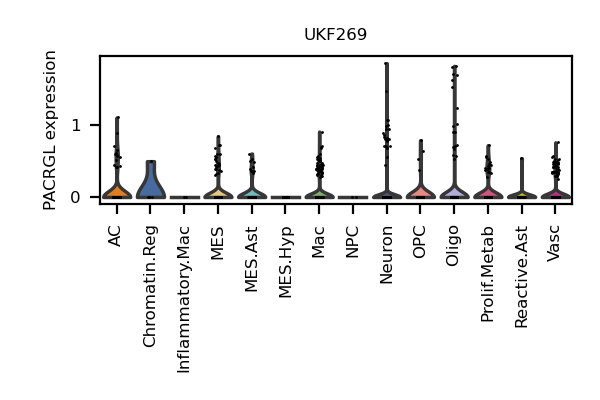 UKF269
PACRGL expression
1
0
AC
Chromatin.Reg
Inflammatory.Mac
MES
MES.Ast
MES.Hyp
Mac
NPC
Neuron
OPC
Oligo
Prolif.Metab
Reactive.Ast
Vasc